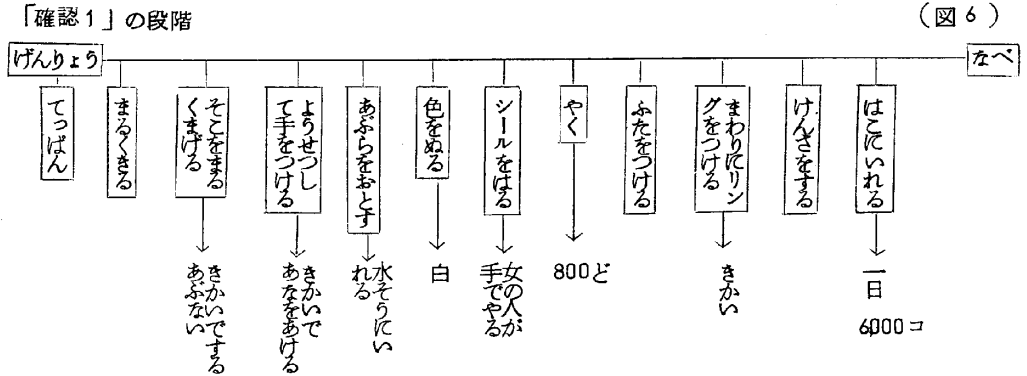 「確認1」の段階
(図6)
げんりょう
なべ
てっぱん
まるくきる
そこをまる
くまげる
ようせつし
て手をつける
あぶらをおとす
色をぬる
シールをはる
やく
ふたをつける
まわりにリン
グをつける
けんさをする
はこにいれる
きかいでする
あぶない
きかいで
あなをあける
水そうにい
れる
白
女の人が
手でやる
800ど
きかい
一日
6000コ